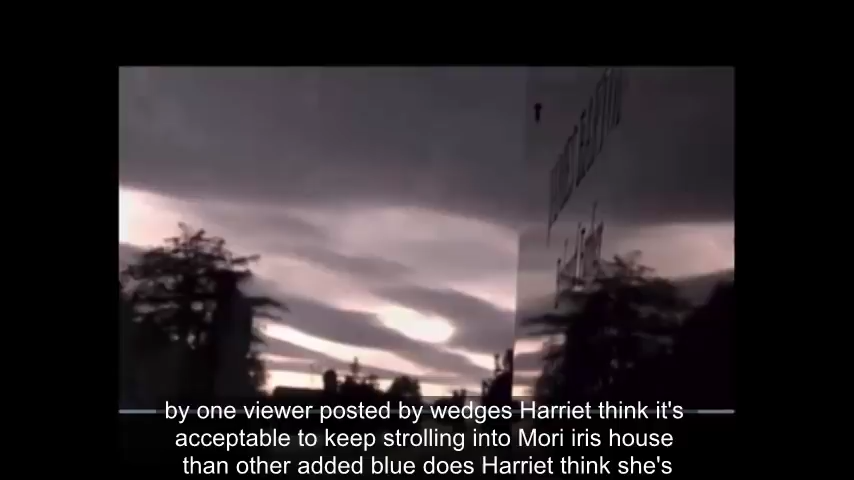 by one viewer posted by wedges Harriet think it's
acceptable to keep strolling into Mori iris house
than other added blue does Harriet think she's